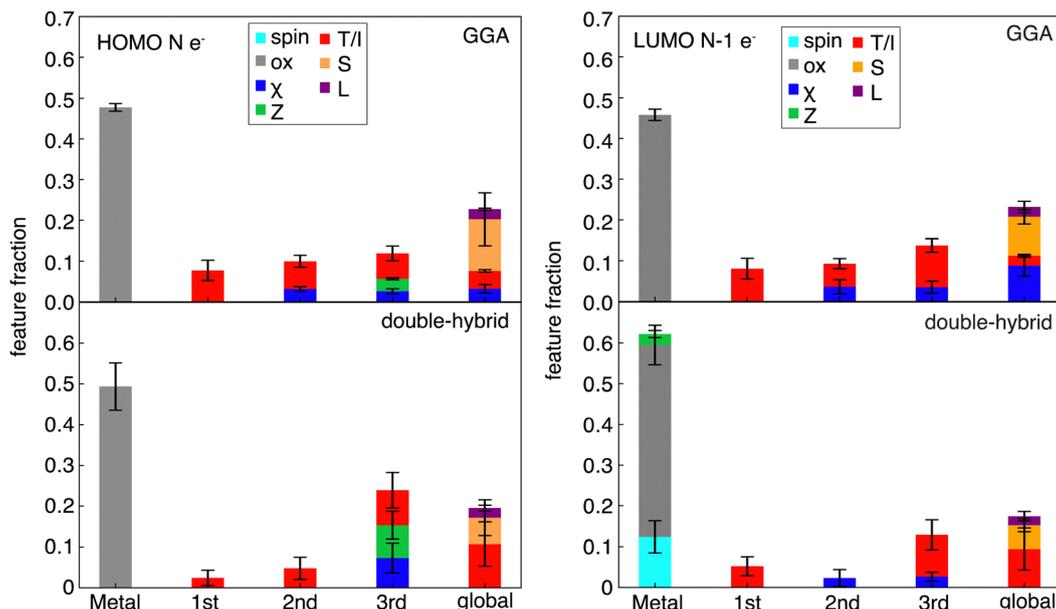 0.7
0.6
0.5
0.4
0.3
0.2
0.1
0.0
HOMO N e-
spin
ox
χ
Z
T/I
S
L
GGA
feature fraction
double-hybrid
0.6
0.5
0.4
0.3
0.2
0.1
0
Metal 1st 2nd 3rd global
0.7
0.6
0.5
0.4
0.3
0.2
0.1
0.0
LUMO N-1 e-
spin
ox
χ
Z
T/I
S
L
GGA
feature fraction
double-hybrid
0.6
0.5
0.4
0.3
0.2
0.1
0
Metal 1st 2nd 3rd global